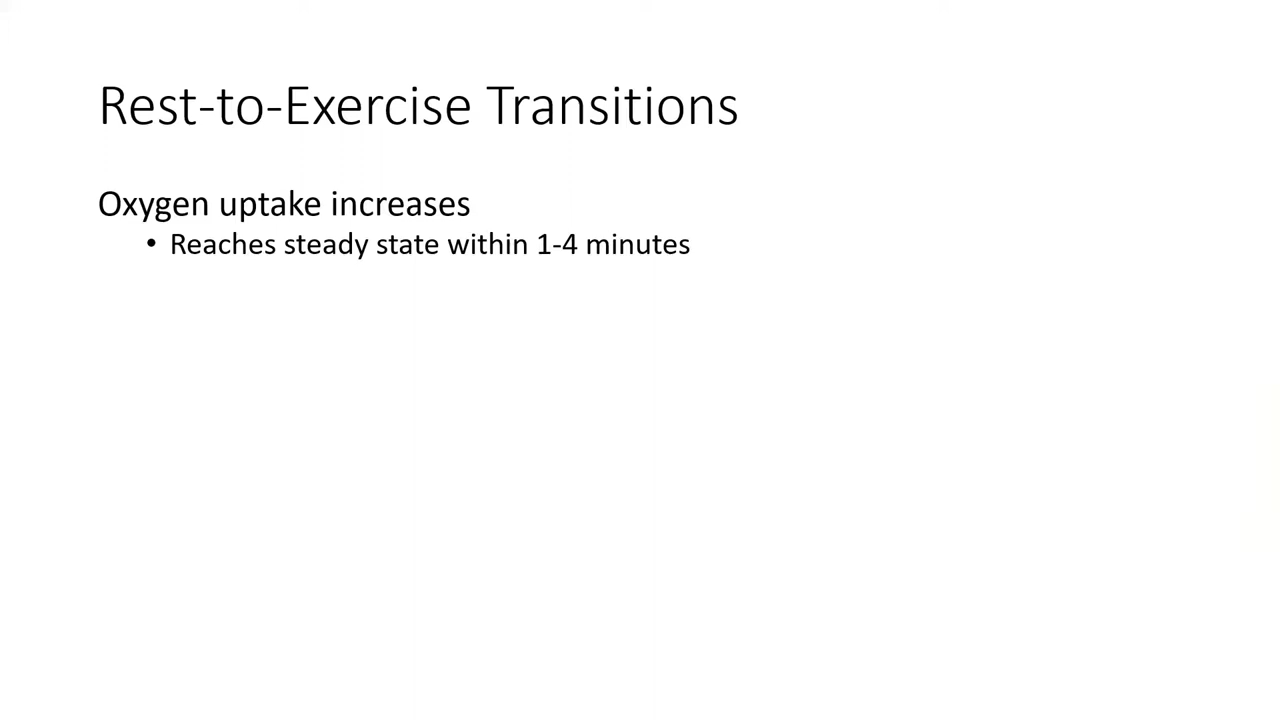 Rest-to-Exercise Transitions
Oxygen uptake increases
• Reaches steady state within 1-4 minutes